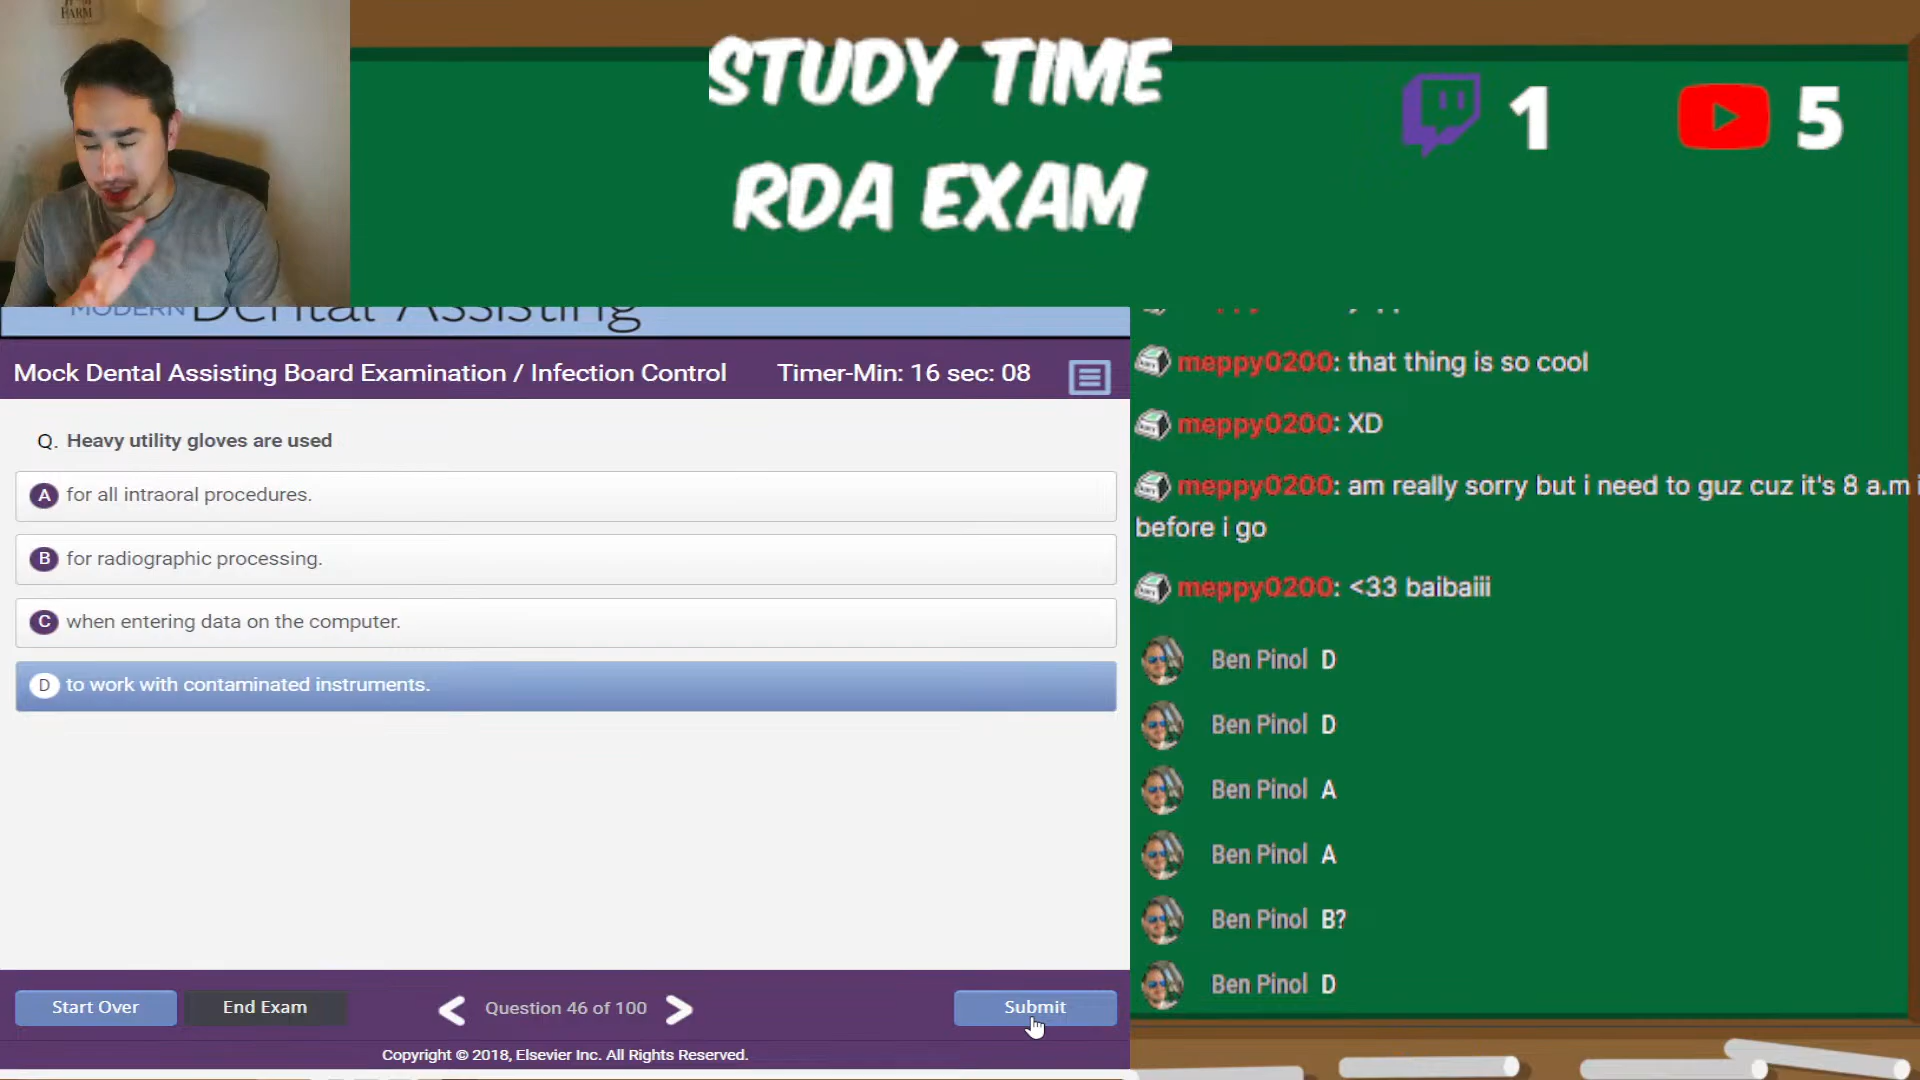 FARM
STUDY TIME
RDA EXAM
1
5
MODERN Dental Assisting
Mock Dental Assisting Board Examination / Infection Control
Timer-Min: 16 sec: 08
Q. Heavy utility gloves are used
A for all intraoral procedures.
B for radiographic processing.
C when entering data on the computer.
D to work with contaminated instruments.
Start Over
End Exam
Question 46 of 100
Submit
Copyright © 2018, Elsevier Inc. All Rights Reserved.
meppy0200: that thing is so cool
meppy0200: XD
meppy0200: am really sorry but i need to guz cuz it's 8 a.m i
before i go
meppy0200: <33 baibaiii
Ben Pinol D
Ben Pinol D
Ben Pinol A
Ben Pinol A
Ben Pinol B?
Ben Pinol D